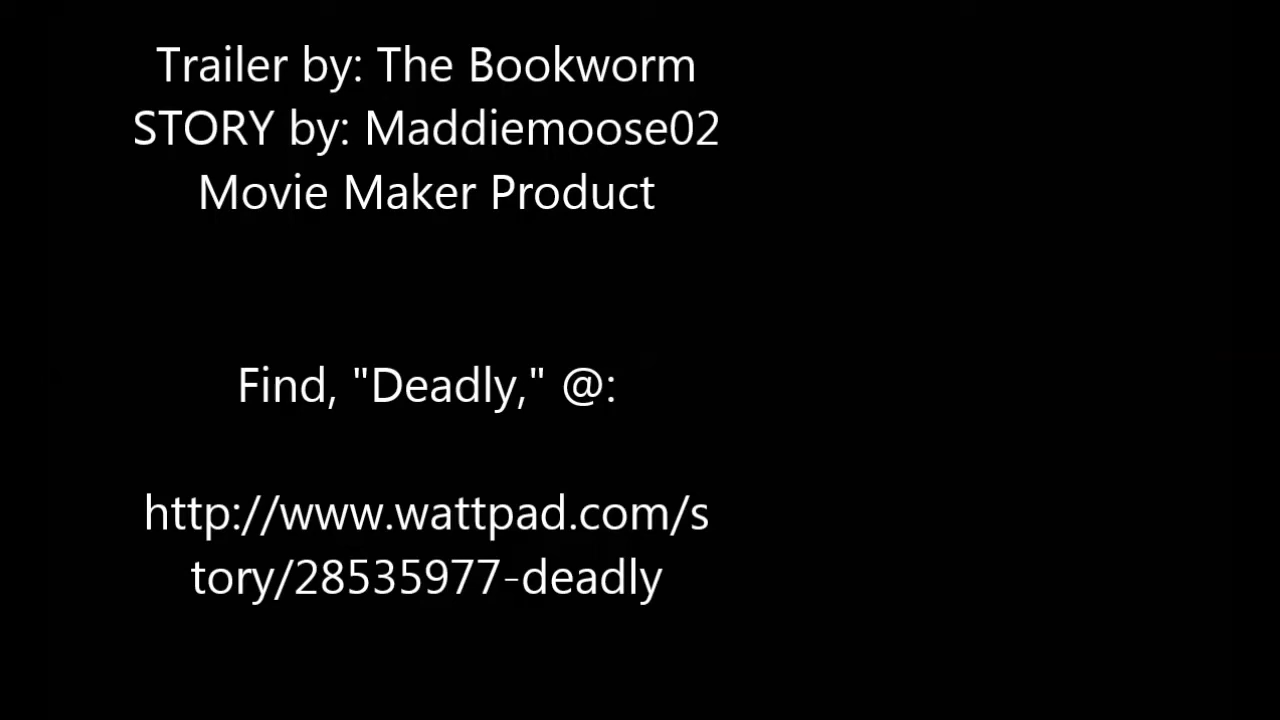 Trailer by: The Bookworm
STORY by: Maddiemoose02
Movie Maker Product
Find, "Deadly," @:
http://www.wattpad.com/s
tory/28535977-deadly